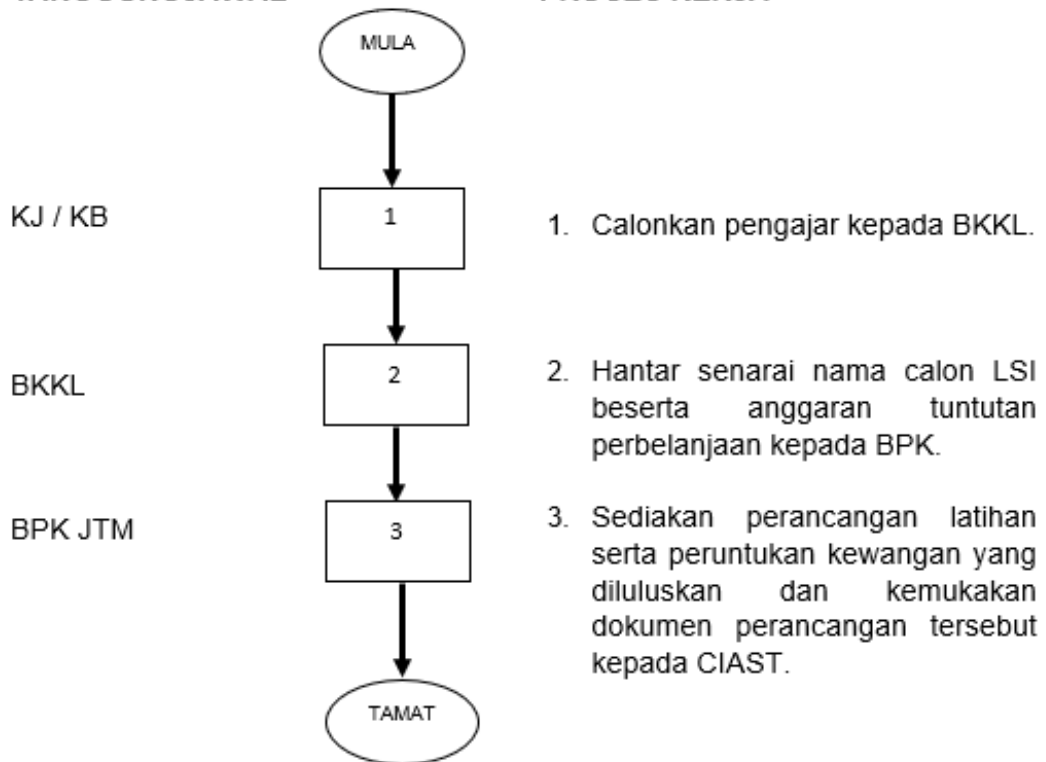 MULA
KJ / KB
1
1. Calonkan pengajar kepada BKKL.
BKKL
2
2. Hantar senarai nama calon LSI
beserta anggaran tuntutan
perbelanjaan kepada BPK.
BPK JTM
3
3. Sediakan perancangan latihan
serta peruntukan kewangan yang
diluluskan dan kemukakan
dokumen perancangan tersebut
kepada CIAST.
TAMAT